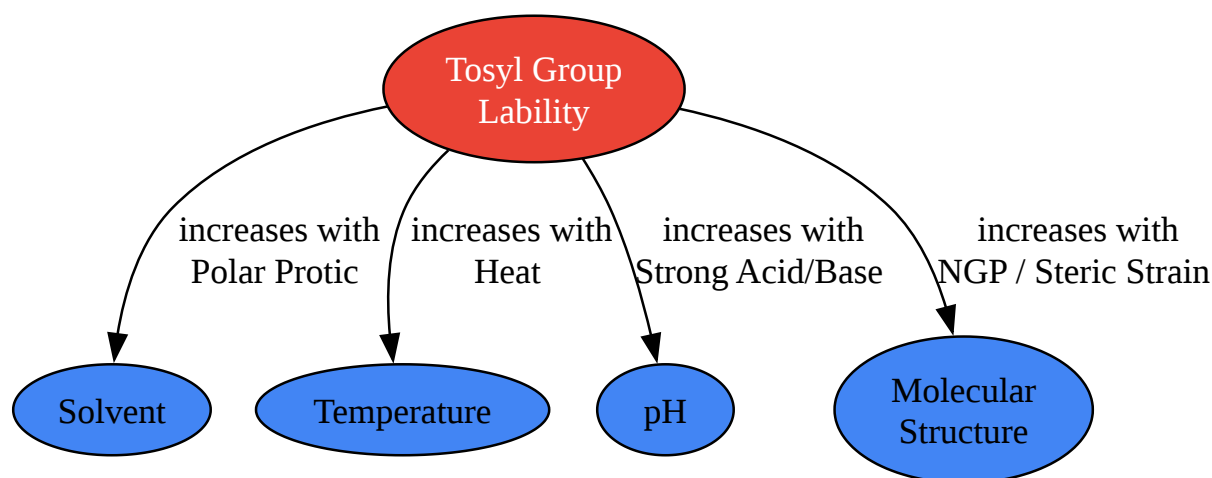 Tosyl Group
Lability
increases with
Polar Protic
increases with
Heat
increases with
Strong Acid/Base
increases with
NGP / Steric Strain
Solvent
Temperature
pH
Molecular
Structure